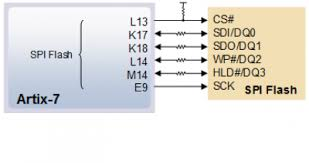 L13 CS#
K17 SDI/DQ0
K18 SDO/DQ1
SPI Flash
L14 WP#/DQ2
M14 HLD#/DQ3
E9 SCK
Artix-7 SPI Flash